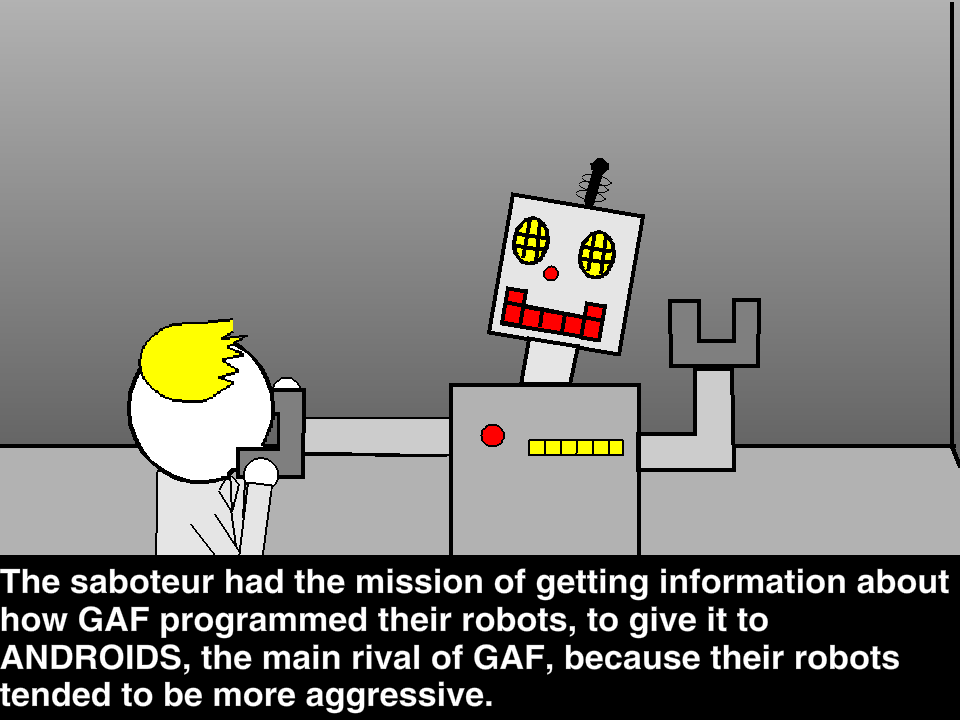 The saboteur had the mission of getting information about
how GAF programmed their robots, to give it to
ANDROIDS, the main rival of GAF, because their robots
tended to be more aggressive.